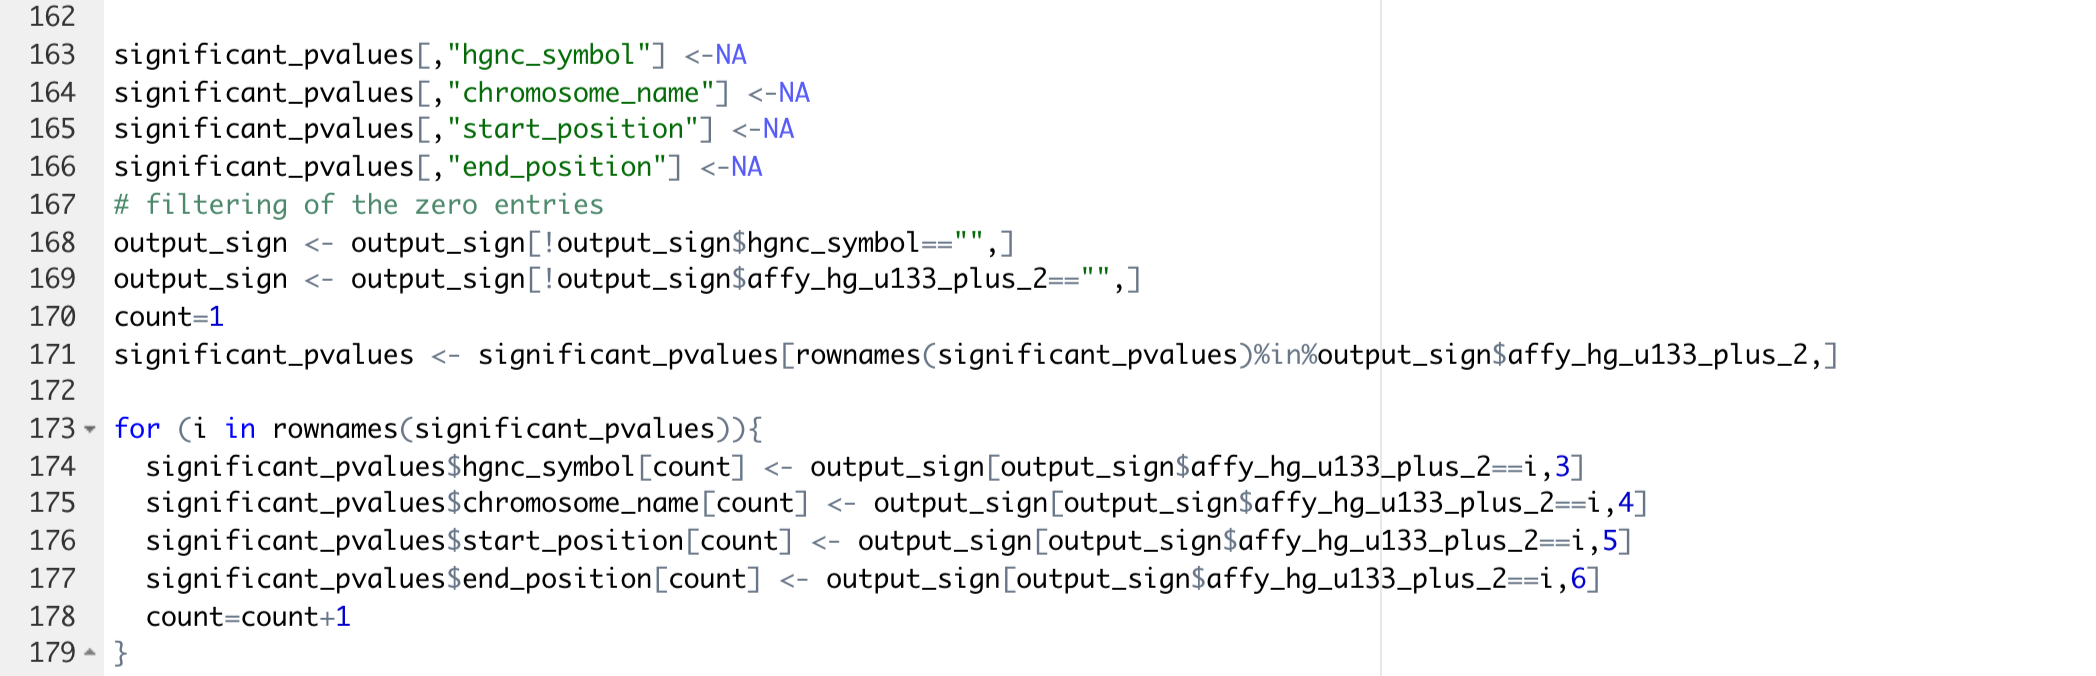 162
163 significant_pvalues[,"hgnc_symbol"] <-NA
164 significant_pvalues[,"chromosome_name"] <-NA
165 significant_pvalues[,"start_position"] <-NA
166 significant_pvalues[,"end_position"] <-NA
167 # filtering of the zero entries
168 output_sign <- output_sign[!output_sign$hgnc_symbol=="",]
169 output_sign <- output_sign[!output_sign$affy_hg_u133_plus_2=="",]
170 count=1
171 significant_pvalues <- significant_pvalues[rownames(significant_pvalues)%in%output_sign$affy_hg_u133_plus_2,]
172
173 for (i in rownames(significant_pvalues)){
174   significant_pvalues$hgnc_symbol[count] <- output_sign[output_sign$affy_hg_u133_plus_2==i,3]
175   significant_pvalues$chromosome_name[count] <- output_sign[output_sign$affy_hg_u133_plus_2==i,4]
176   significant_pvalues$start_position[count] <- output_sign[output_sign$affy_hg_u133_plus_2==i,5]
177   significant_pvalues$end_position[count] <- output_sign[output_sign$affy_hg_u133_plus_2==i,6]
178   count=count+1
179 }